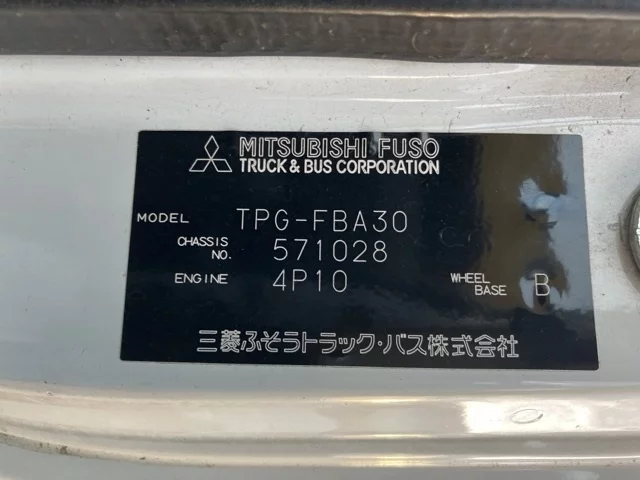 MITSUBISHI FUSO
TRUCK & BUS CORPORATION
MODEL TPG-FBA30
CHASSIS NO. 571028
ENGINE 4P10 WHEEL BASE B
三菱ふそうトラック・バス株式会社